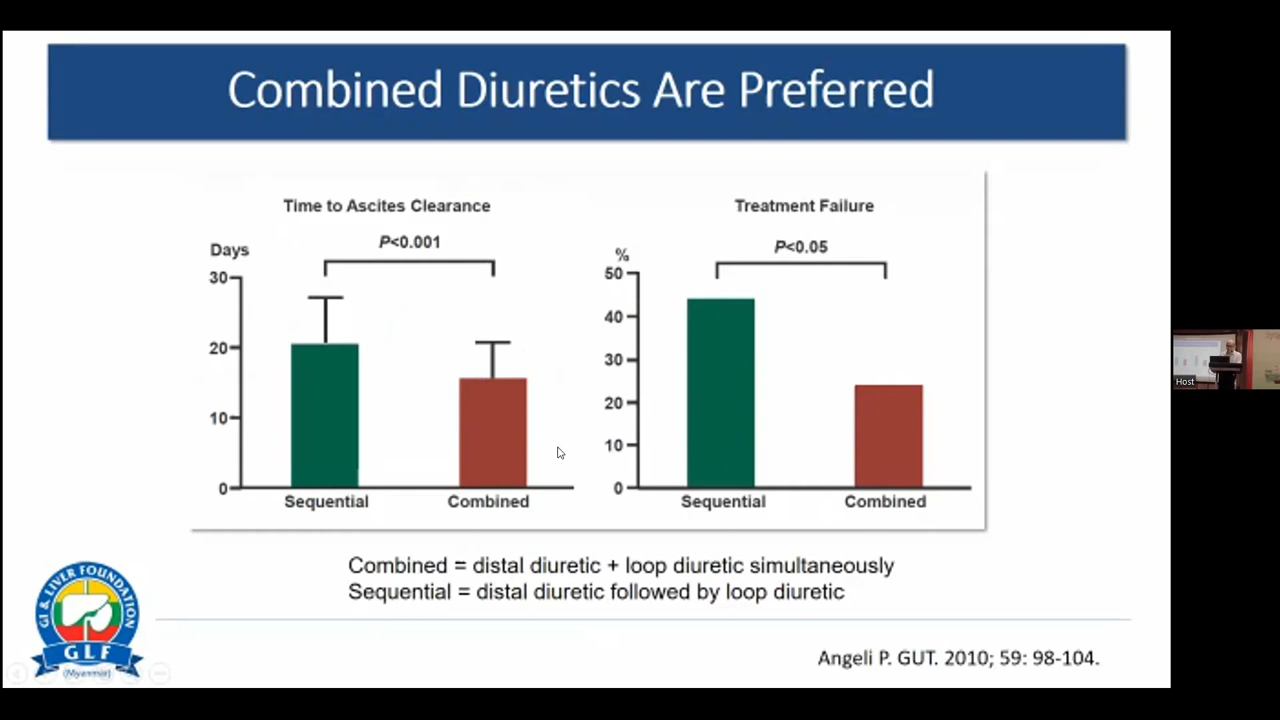 Combined Diuretics Are Preferred
Time to Ascites Clearance
P<0.001
Days
30
20
10
0
Sequential
Combined
Treatment Failure
P<0.05
%
50
40
30
20
10
0
Sequential
Combined
Combined = distal diuretic + loop diuretic simultaneously
Sequential = distal diuretic followed by loop diuretic
GI & LIVER FOUNDATION
GLF
(Myanmar)
Angeli P. GUT. 2010; 59: 98-104.
Host